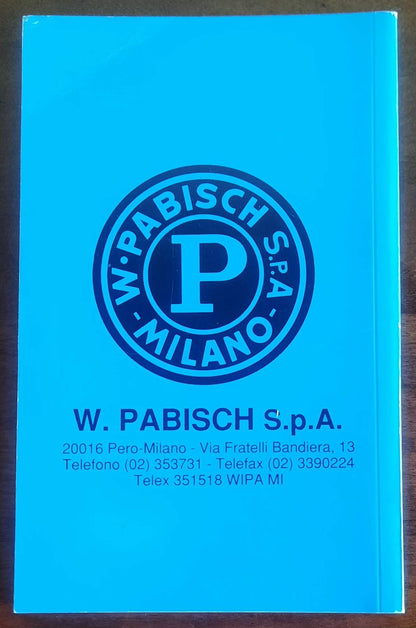 W. PABISCH S.P.A.
- MILANO -
P
W. PABISCH S.p.A.
20016 Pero-Milano - Via Fratelli Bandiera, 13
Telefono (02) 353731 - Telefax (02) 3390224
Telex 351518 WIPA MI